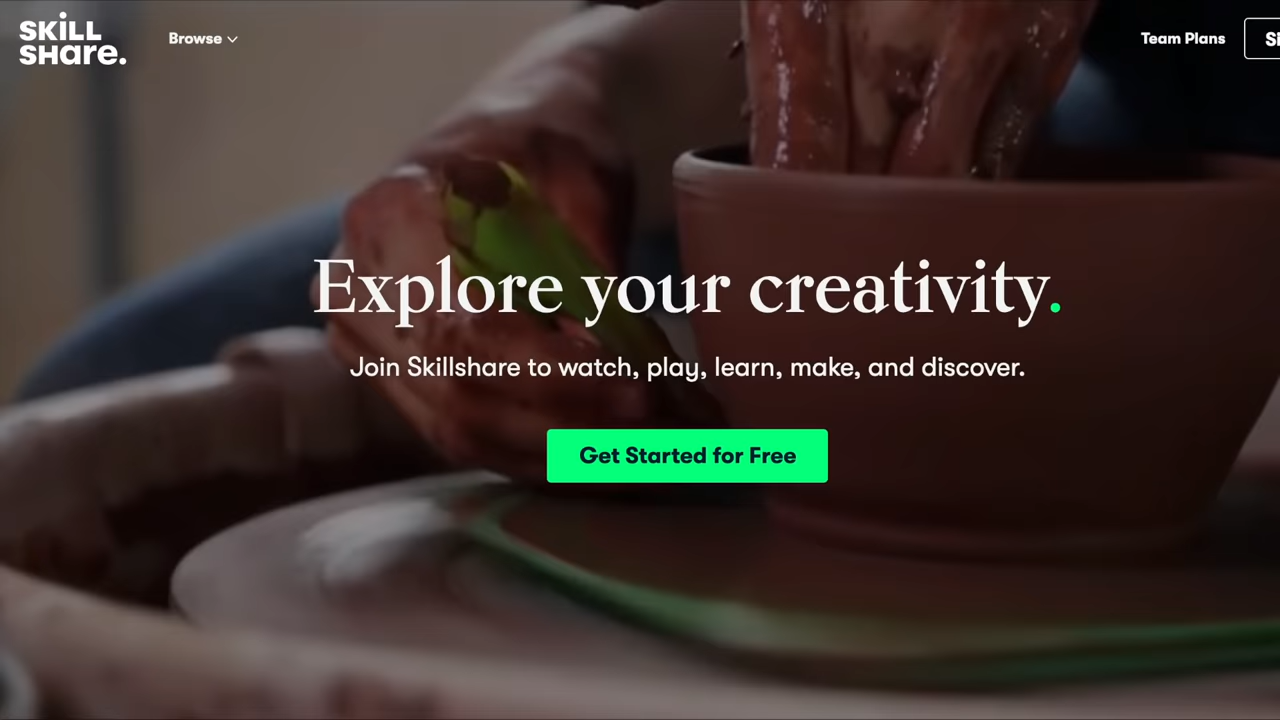 SKILL
SHare.
Browse
Team Plans
Explore your creativity.
Join Skillshare to watch, play, learn, make, and discover.
Get Started for Free